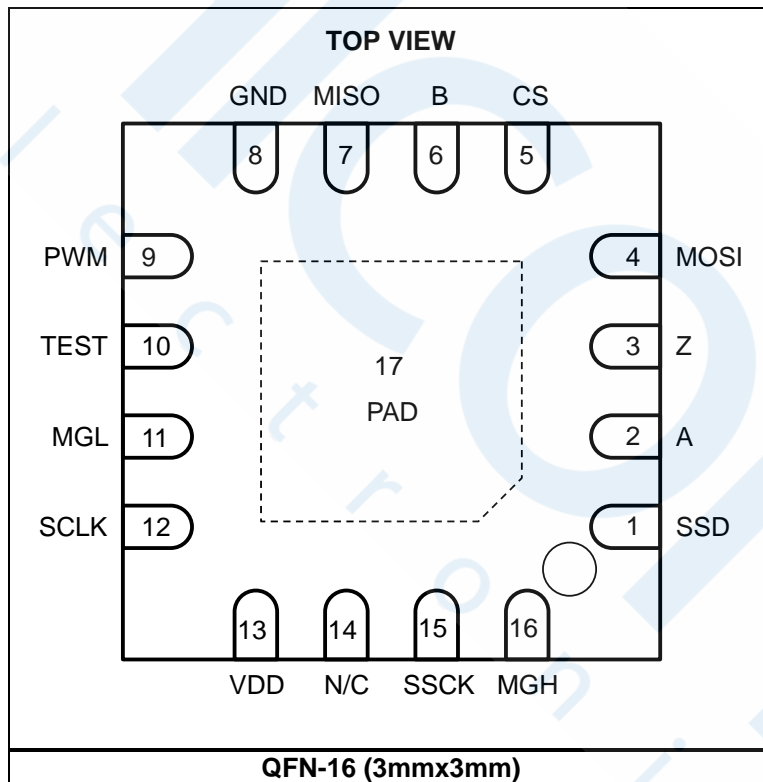 TOP VIEW
GND MISO B CS
8 7 6 5
PWM 9 4 MOSI
TEST 10 3 Z
17
PAD
MGL 11 2 A
SCLK 12 1 SSD
13 14 15 16
VDD N/C SSCK MGH
QFN-16 (3mmx3mm)